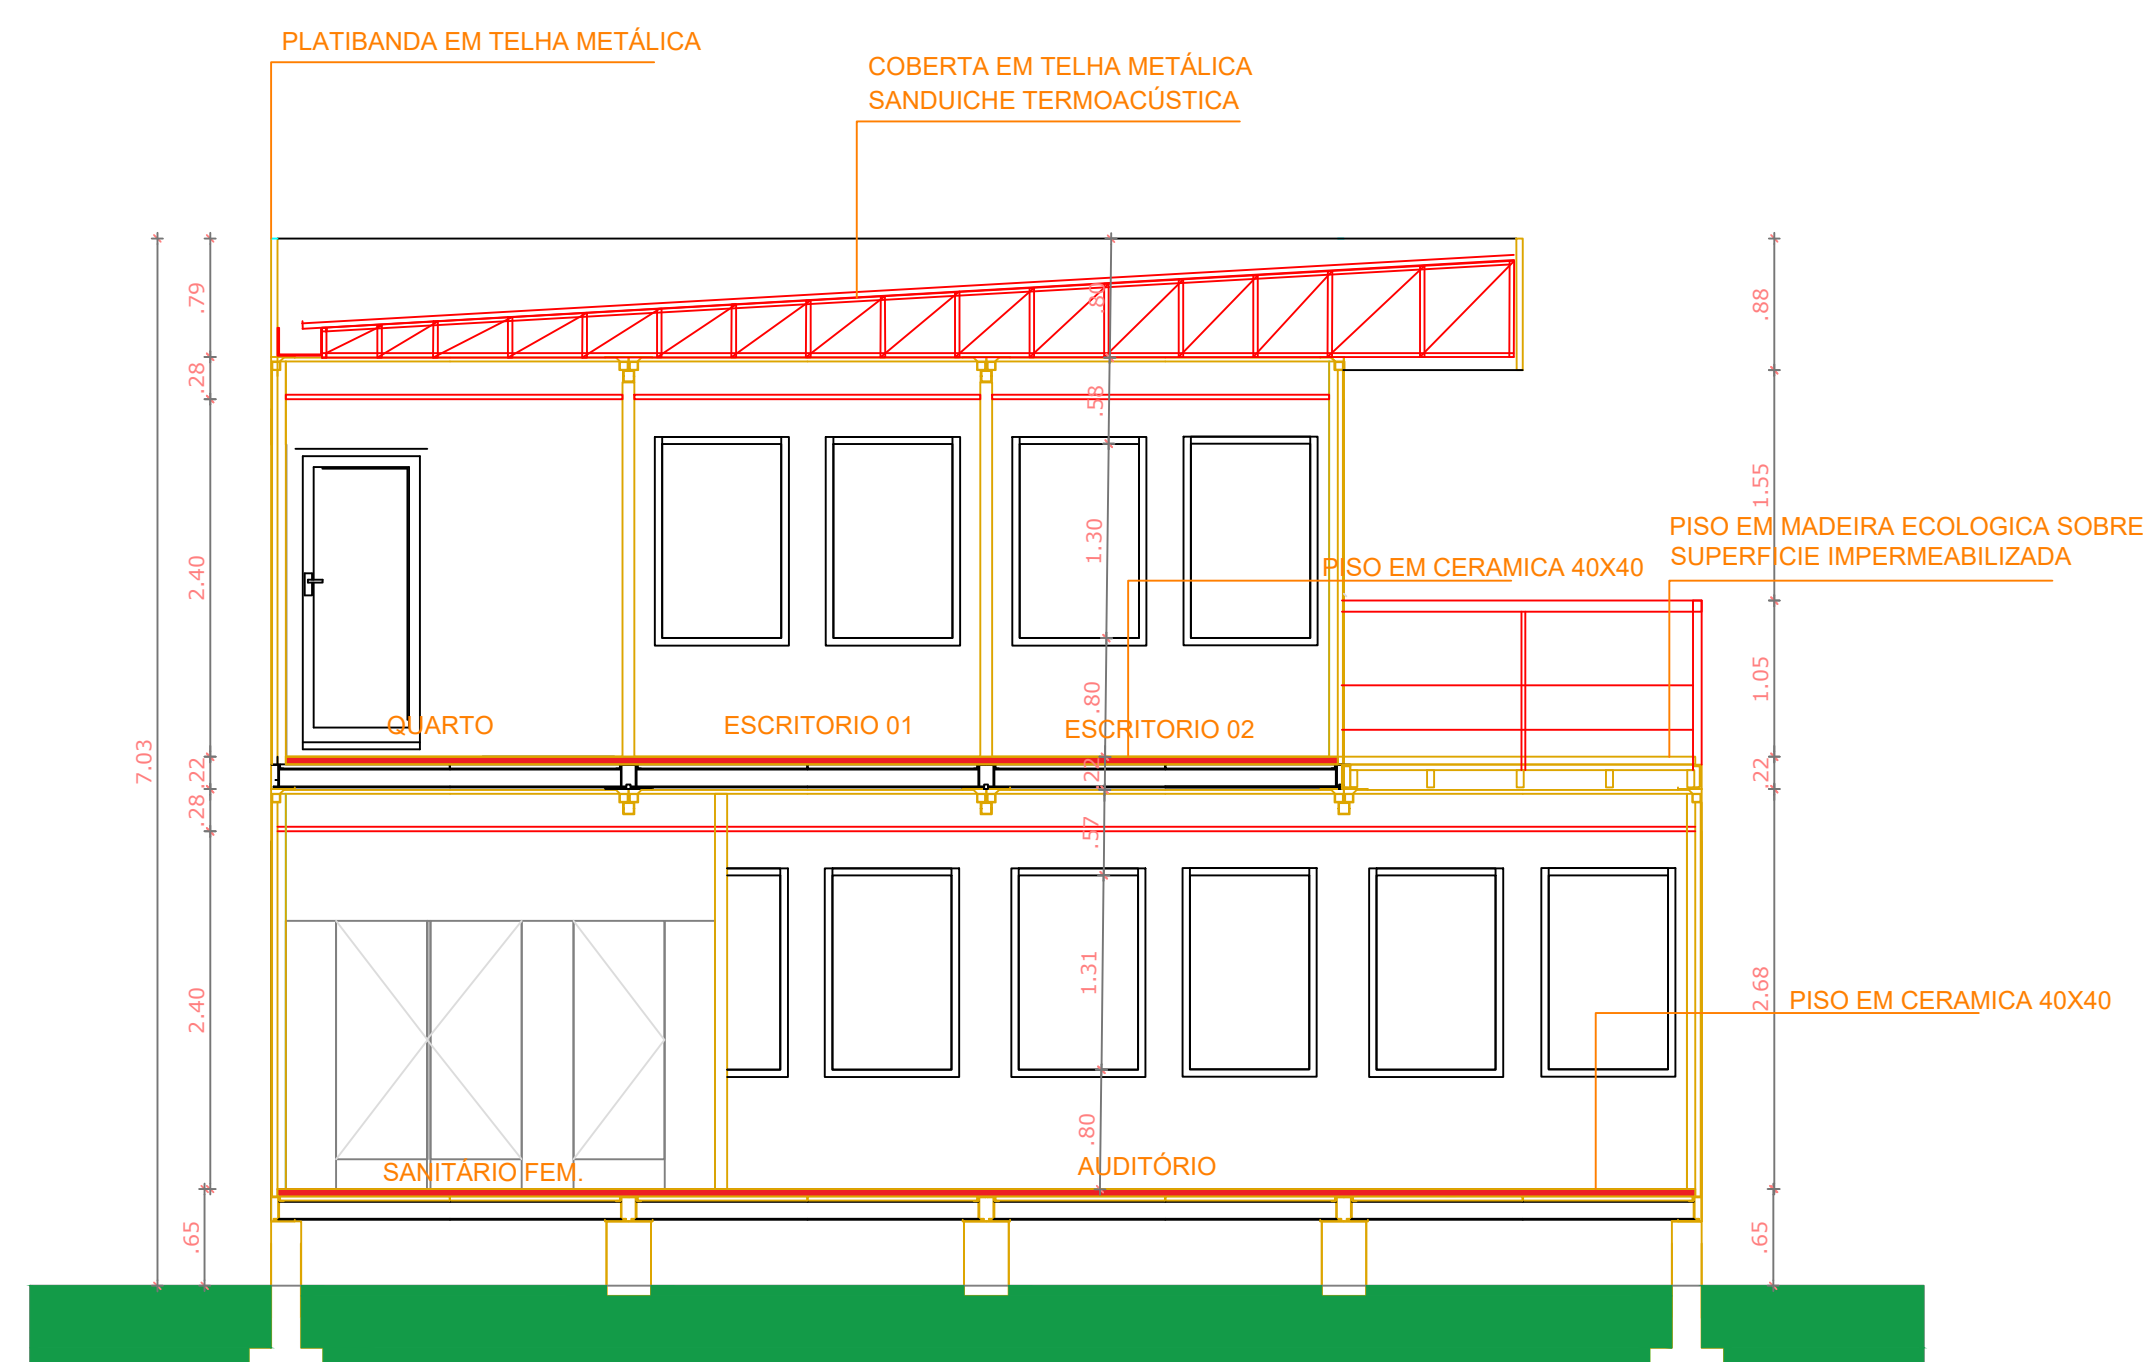 PLATIBANDA EM TELHA METÁLICA
COBERTA EM TELHA METÁLICA
SANDUICHE TERMOACÚSTICA
.79
.28
2.40
7.03
.22
.28
2.40
.65
.80
.53
1.30
.80
.22
.57
1.31
.80
.88
1.55
1.05
.22
2.68
.65
PISO EM MADEIRA ECOLOGICA SOBRE
SUPERFICIE IMPERMEABILIZADA
PISO EM CERAMICA 40X40
QUARTO
ESCRITORIO 01
ESCRITORIO 02
PISO EM CERAMICA 40X40
SANITÁRIO FEM.
AUDITÓRIO